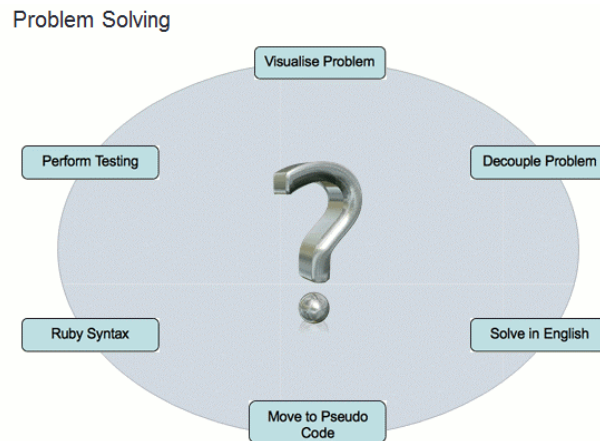 Problem Solving
Visualise Problem
Decouple Problem
Solve in English
Move to Pseudo
Code
Ruby Syntax
Perform Testing